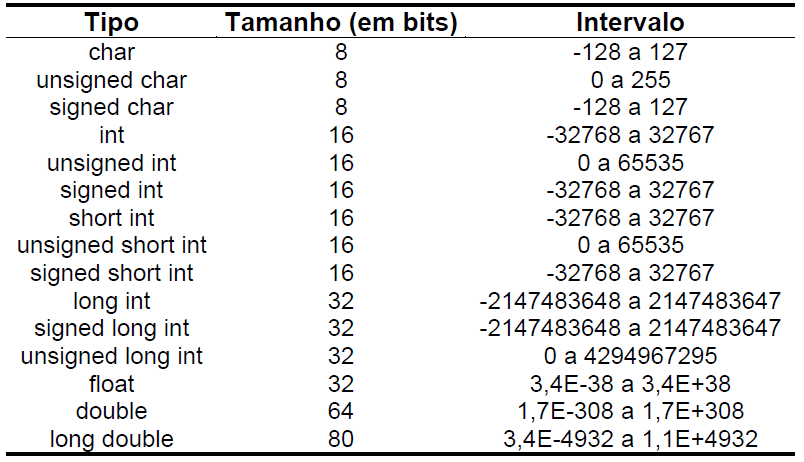 Tipo Tamanho (em bits) Intervalo
char 8 -128 a 127
unsigned char 8 0 a 255
signed char 8 -128 a 127
int 16 -32768 a 32767
unsigned int 16 0 a 65535
signed int 16 -32768 a 32767
short int 16 -32768 a 32767
unsigned short int 16 0 a 65535
signed short int 16 -32768 a 32767
long int 32 -2147483648 a 2147483647
signed long int 32 -2147483648 a 2147483647
unsigned long int 32 0 a 4294967295
float 32 3,4E-38 a 3,4E+38
double 64 1,7E-308 a 1,7E+308
long double 80 3,4E-4932 a 1,1E+4932